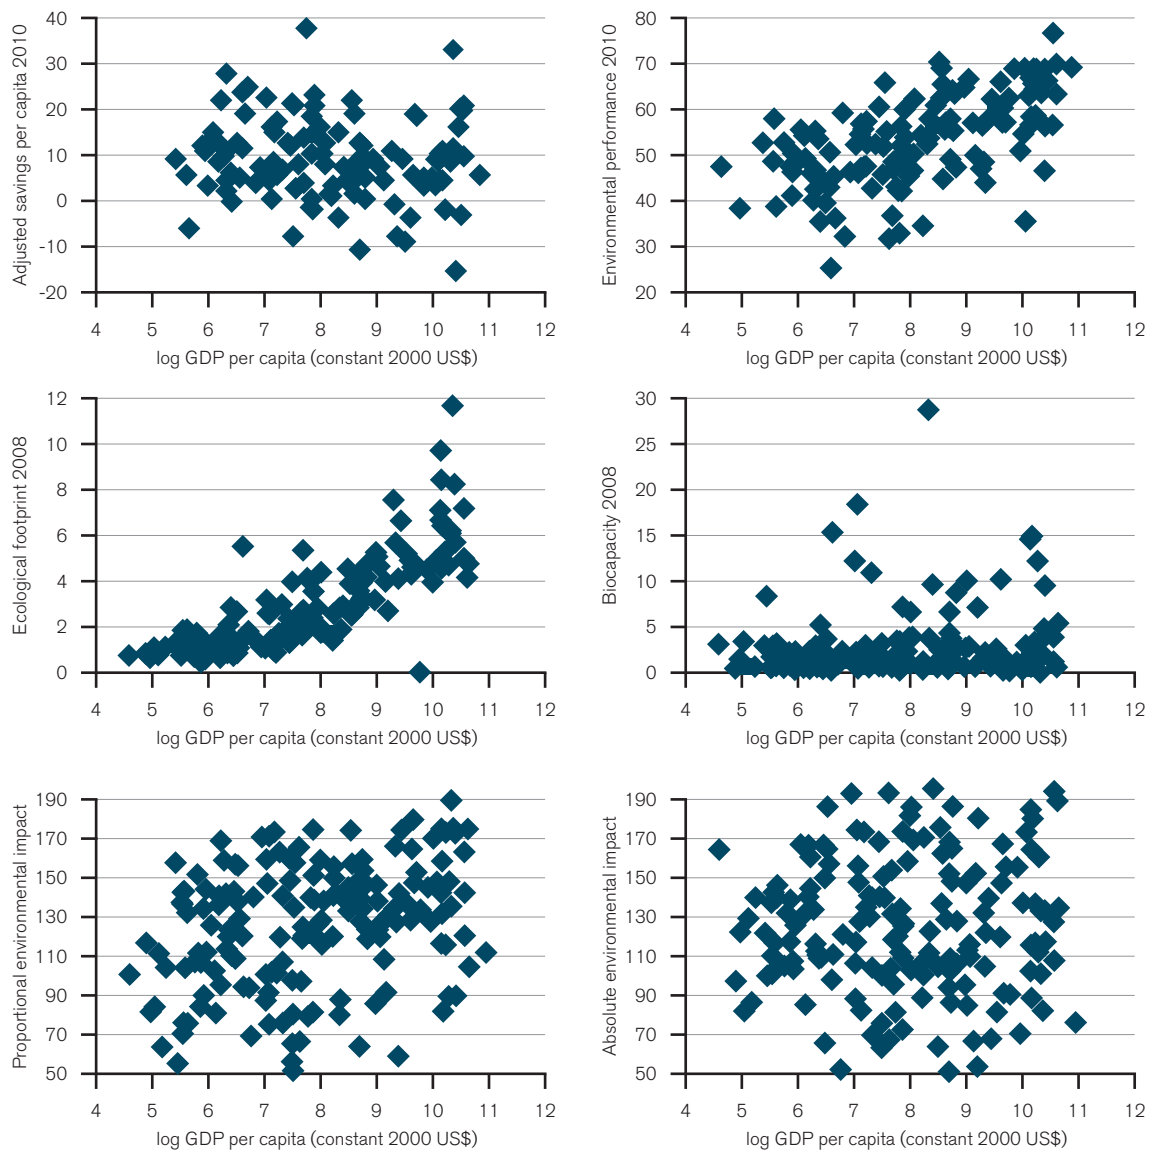 Adjusted savings per capita 2010
40
30
20
10
0
-10
-20
4 5 6 7 8 9 10 11 12
log GDP per capita (constant 2000 US$)
Environmental performance 2010
80
70
60
50
40
30
20
4 5 6 7 8 9 10 11 12
log GDP per capita (constant 2000 US$)
Ecological footprint 2008
12
10
8
6
4
2
0
4 5 6 7 8 9 10 11 12
log GDP per capita (constant 2000 US$)
Biocapacity 2008
30
25
20
15
10
5
0
4 5 6 7 8 9 10 11 12
log GDP per capita (constant 2000 US$)
Proportional environmental impact
190
170
150
130
110
90
70
50
4 5 6 7 8 9 10 11 12
log GDP per capita (constant 2000 US$)
Absolute environmental impact
190
170
150
130
110
90
70
50
4 5 6 7 8 9 10 11 12
log GDP per capita (constant 2000 US$)